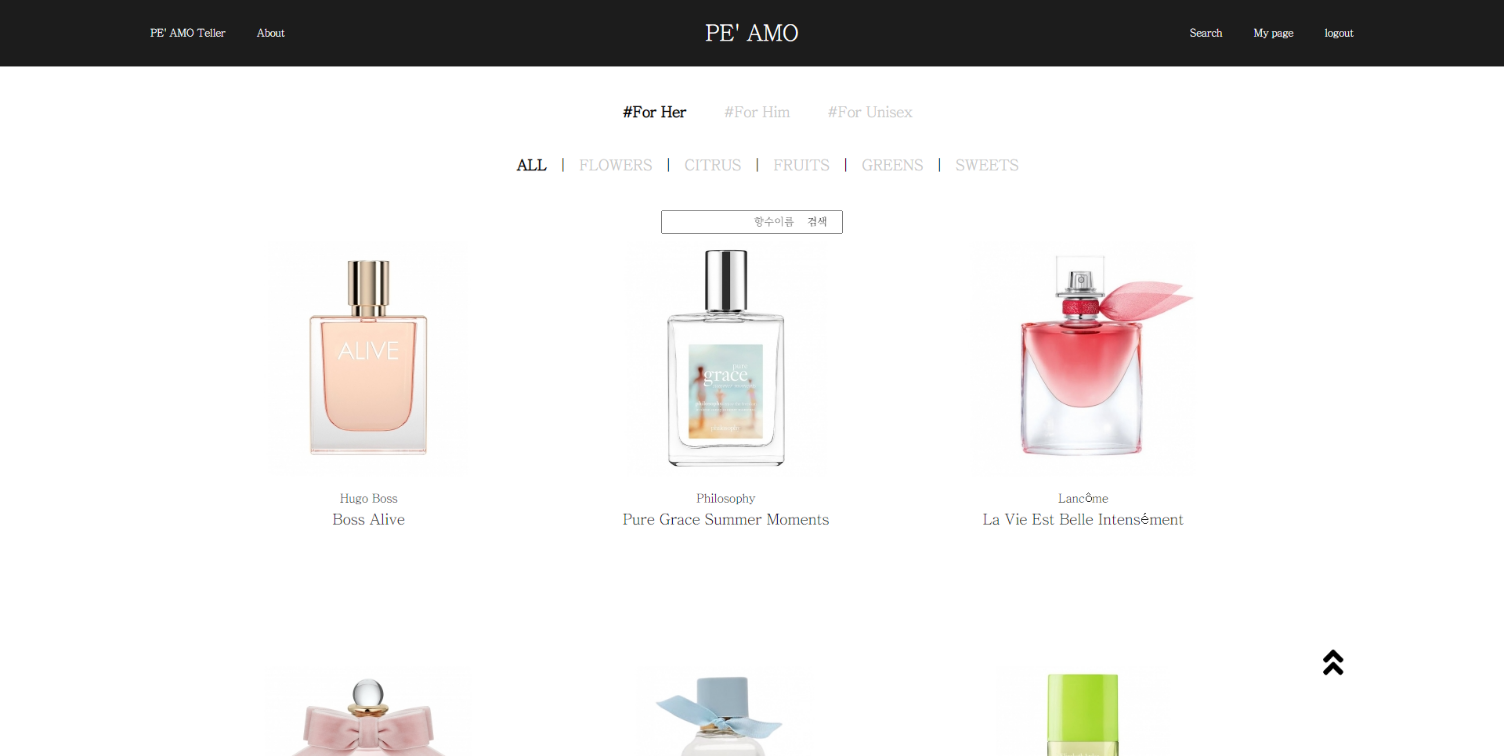 PE' AMO Teller About PE' AMO Search My page logout
#For Her #For Him #For Unisex
ALL | FLOWERS | CITRUS | FRUITS | GREENS | SWEETS
향수이름 검색
ALIVE
pure
grace
Hugo Boss Philosophy Lancôme
Boss Alive Pure Grace Summer Moments La Vie Est Belle Intensément